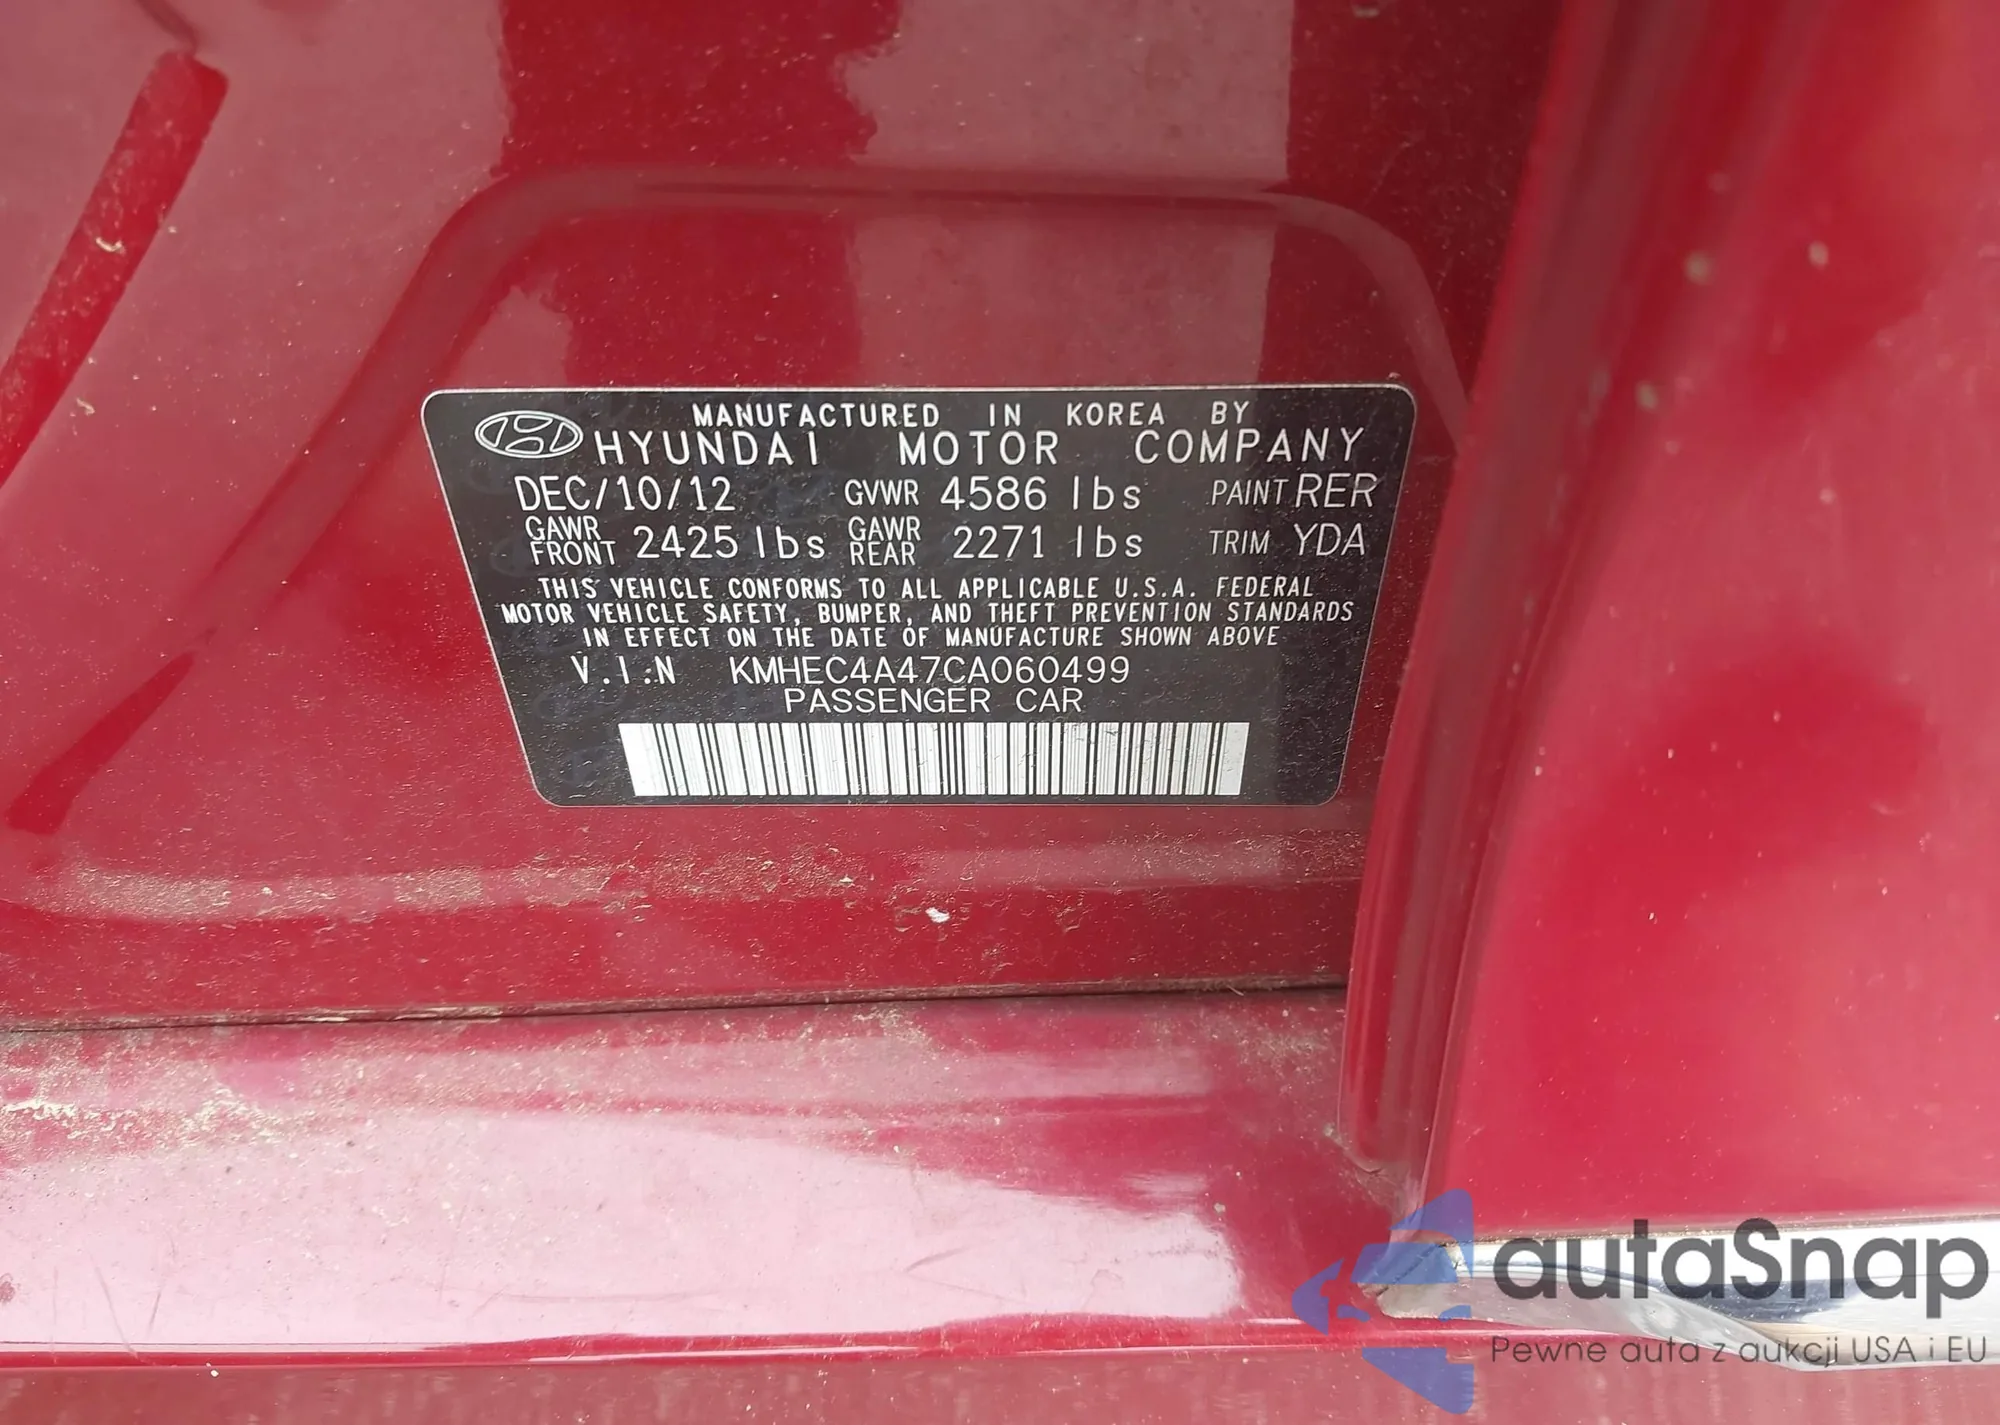 MANUFACTURED IN KOREA BY
HYUNDAI MOTOR COMPANY
DEC/10/12 GVWR 4586 lbs PAINT RER
GAWR FRONT 2425 lbs GAWR REAR 2271 lbs TRIM YDA
THIS VEHICLE CONFORMS TO ALL APPLICABLE U.S.A. FEDERAL
MOTOR VEHICLE SAFETY, BUMPER, AND THEFT PREVENTION STANDARDS
IN EFFECT ON THE DATE OF MANUFACTURE SHOWN ABOVE
V.I.N KMHEC4A47CA060499
PASSENGER CAR
autaSnap
Pewne auta z aukcji USA i EU